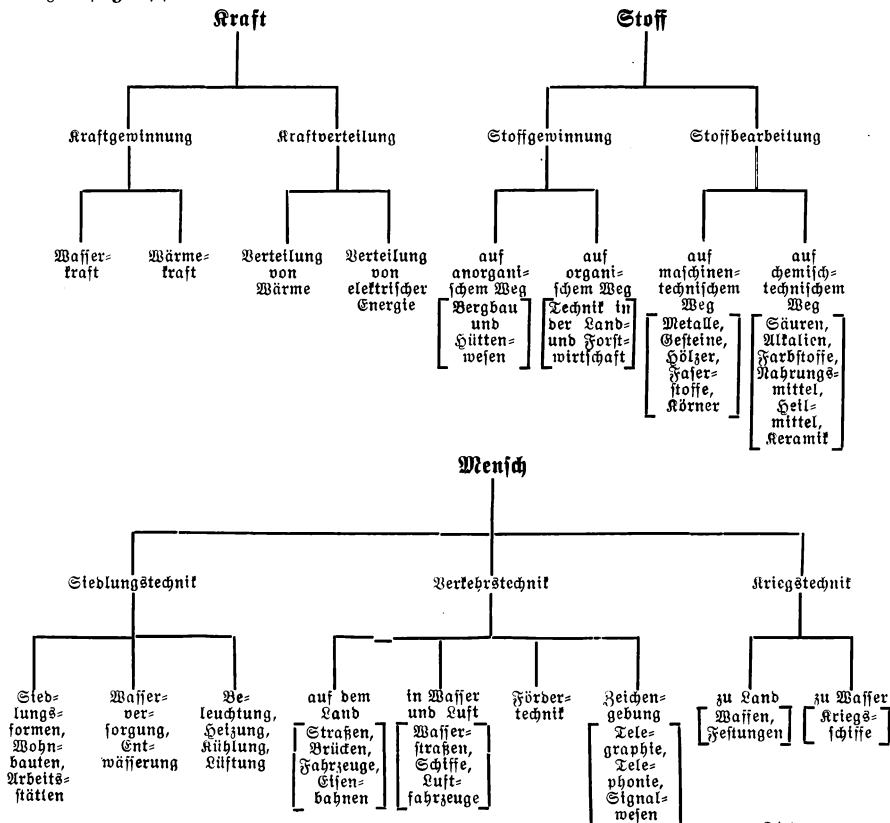 Kraft
Stoff
Kraftgewinnung
Kraftverteilung
Stoffgewinnung
Stoffbearbeitung
Wasser-
kraft
Wärme-
kraft
Verteilung
von
Wärme
Verteilung
von
elektrischer
Energie
auf
anorgani-
schem Weg
Bergbau
und
Hütten-
wesen
auf
organi-
schem Weg
Technik in
der Land-
und Forst-
wirtschaft
auf
maschinen-
technischem
Weg
Metalle,
Gesteine,
Hölzer,
Faser-
stoffe,
Körner
auf
chemisch-
technischem
Weg
Säuren,
Alkalien,
Farbstoffe,
Nahrungs-
mittel,
Heil-
mittel,
Keramik
Mensch
Siedlungstechnik
Verkehrstechnik
Kriegstechnik
Sied-
lungs-
formen,
Wohn-
bauten,
Arbeits-
stätten
Wasser-
ver-
sorgung,
Ent-
wässerung
Be-
leuchtung,
Heizung,
Kühlung,
Lüftung
auf dem
Land
Straßen,
Brücken,
Fahrzeuge,
Eisen-
bahnen
in Wasser
und Luft
Wasser-
straßen,
Schiffe,
Luft-
fahrzeuge
Förder-
technik
Zeichen-
gebung
Tele-
graphie,
Tele-
phonie,
Signal-
wesen
zu Land
Waffen,
Festungen
zu Wasser
Kriegs-
schiffe